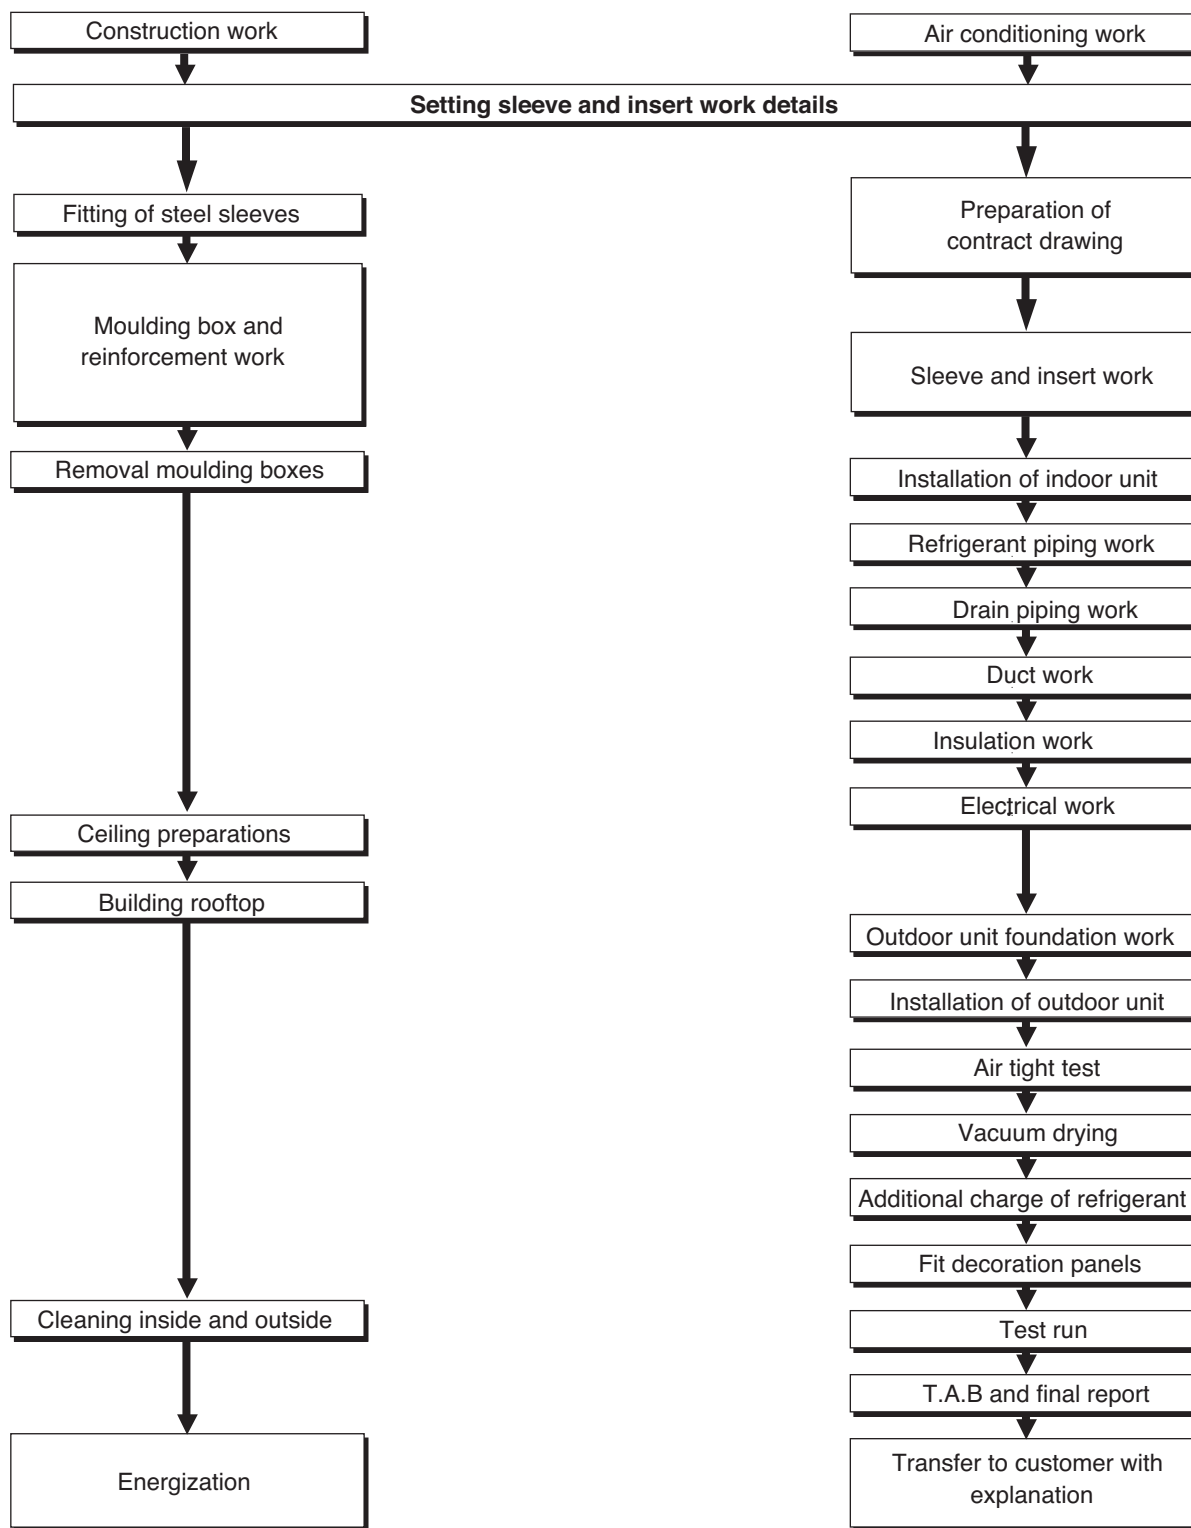 Construction work
Air conditioning work
Setting sleeve and insert work details
Fitting of steel sleeves
Moulding box and
reinforcement work
Removal moulding boxes
Ceiling preparations
Building rooftop
Cleaning inside and outside
Energization
Preparation of
contract drawing
Sleeve and insert work
Installation of indoor unit
Refrigerant piping work
Drain piping work
Duct work
Insulation work
Electrical work
Outdoor unit foundation work
Installation of outdoor unit
Air tight test
Vacuum drying
Additional charge of refrigerant
Fit decoration panels
Test run
T.A.B and final report
Transfer to customer with
explanation